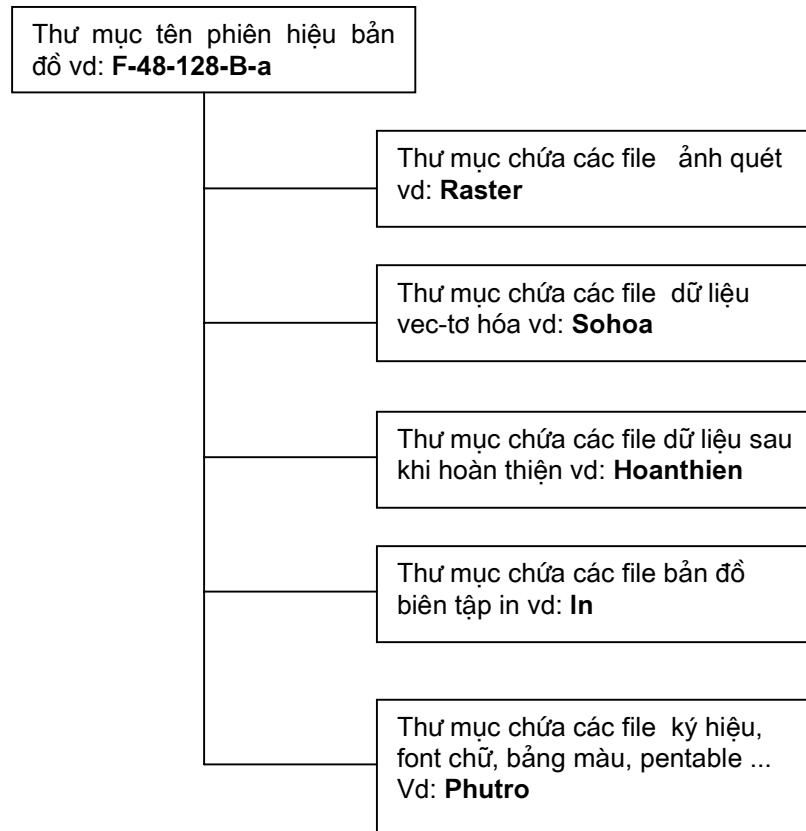 Thư mục tên phiên hiệu bản
đồ vd: F-48-128-B-a
Thư mục chứa các file ảnh quét
vd: Raster
Thư mục chứa các file dữ liệu
vec-tơ hóa vd: Sohoa
Thư mục chứa các file dữ liệu sau
khi hoàn thiện vd: Hoanthien
Thư mục chứa các file bản đồ
biên tập in vd: In
Thư mục chứa các file ký hiệu,
font chữ, bảng màu, pentable ...
Vd: Phutro